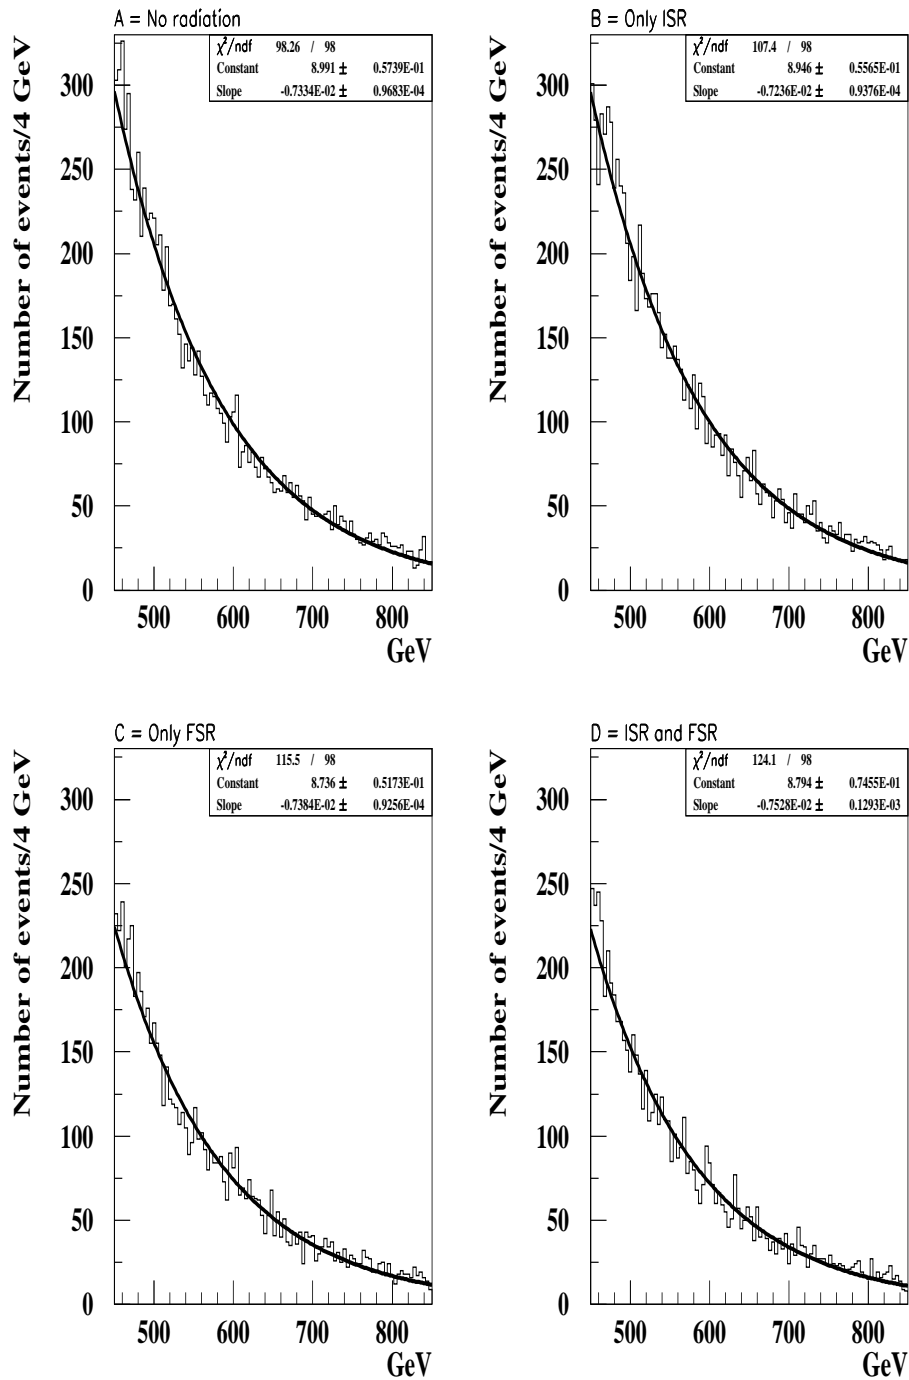 A = No radiation
χ²/ndf 98.26 / 98
Constant 8.991 ± 0.5739E-01
Slope -0.7334E-02 ± 0.9683E-04
Number of events/4 GeV
300
250
200
150
100
50
0
500 600 700 800
GeV
B = Only ISR
χ²/ndf 107.4 / 98
Constant 8.946 ± 0.5565E-01
Slope -0.7236E-02 ± 0.9376E-04
Number of events/4 GeV
300
250
200
150
100
50
0
500 600 700 800
GeV
C = Only FSR
χ²/ndf 115.5 / 98
Constant 8.736 ± 0.5173E-01
Slope -0.7384E-02 ± 0.9256E-04
Number of events/4 GeV
300
250
200
150
100
50
0
500 600 700 800
GeV
D = ISR and FSR
χ²/ndf 124.1 / 98
Constant 8.794 ± 0.7455E-01
Slope -0.7528E-02 ± 0.1293E-03
Number of events/4 GeV
300
250
200
150
100
50
0
500 600 700 800
GeV